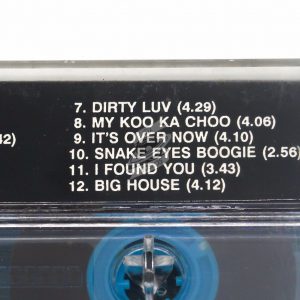 7. DIRTY LUV (4.29)
8. MY KOO KA CHOO (4.06)
42) 9. IT'S OVER NOW (4.10)
10. SNAKE EYES BOOGIE (2.56)
11. I FOUND YOU (3.43)
12. BIG HOUSE (4.12)